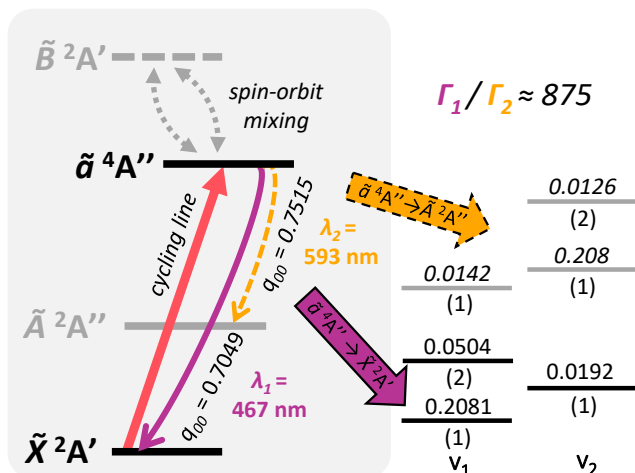 B̃ ²A'
spin-orbit
mixing
ã ⁴A''
cycling line
q₀₀ = 0.7515
λ₂ =
593 nm
Ã ²A''
q₀₀ = 0.7049
λ₁ =
467 nm
X̃ ²A'
Γ₁ / Γ₂ ≈ 875
ã ⁴A''→Ã ²A''
ã ⁴A''→X̃ ²A'
0.0126
(2)
0.208
(1)
0.0142
(1)
0.0504
(2)
0.0192
(1)
0.2081
(1)
v₁
v₂